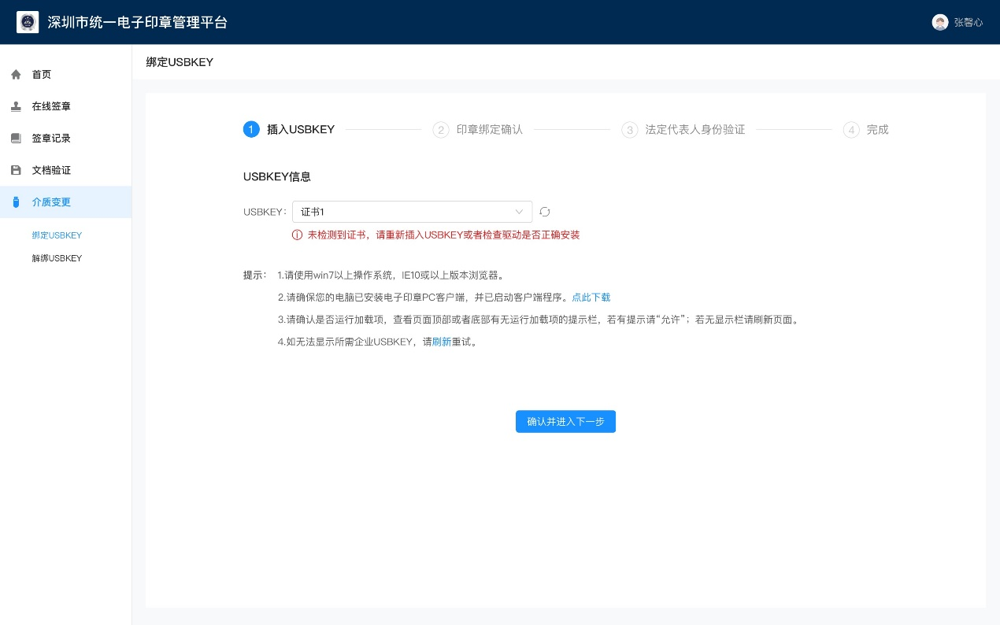 深圳市统一电子印章管理平台
张馨心
首页
在线签章
签章记录
文档验证
介质变更
绑定USBKEY
解绑USBKEY
绑定USBKEY
1 插入USBKEY
2 印章绑定确认
3 法定代表人身份验证
4 完成
USBKEY信息
USBKEY： 证书1
未检测到证书，请重新插入USBKEY或者检查驱动是否正确安装
提示： 1.请使用win7以上操作系统，IE10或以上版本浏览器。
2.请确保您的电脑已安装电子印章PC客户端，并已启动客户端程序。点此下载
3.请确认是否运行加载项，查看页面顶部或者底部有无运行加载项的提示栏，若有提示请“允许”；若无显示栏请刷新页面。
4.如无法显示所需企业USBKEY，请刷新重试。
确认并进入下一步